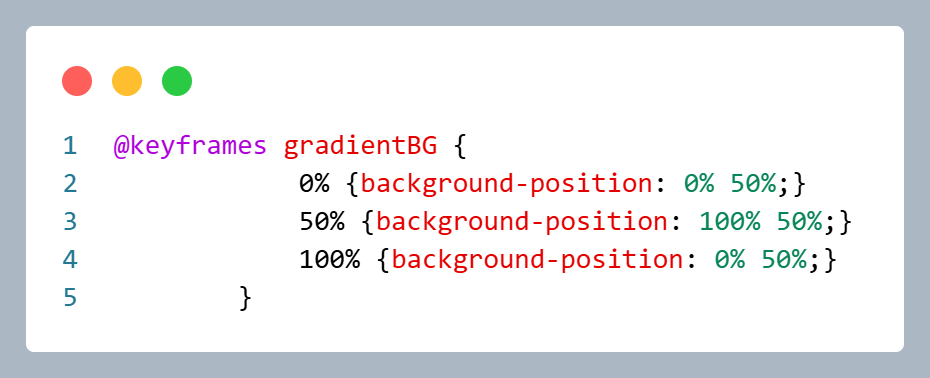 1 @keyframes gradientBG {
2 0% {background-position: 0% 50%;}
3 50% {background-position: 100% 50%;}
4 100% {background-position: 0% 50%;}
5 }